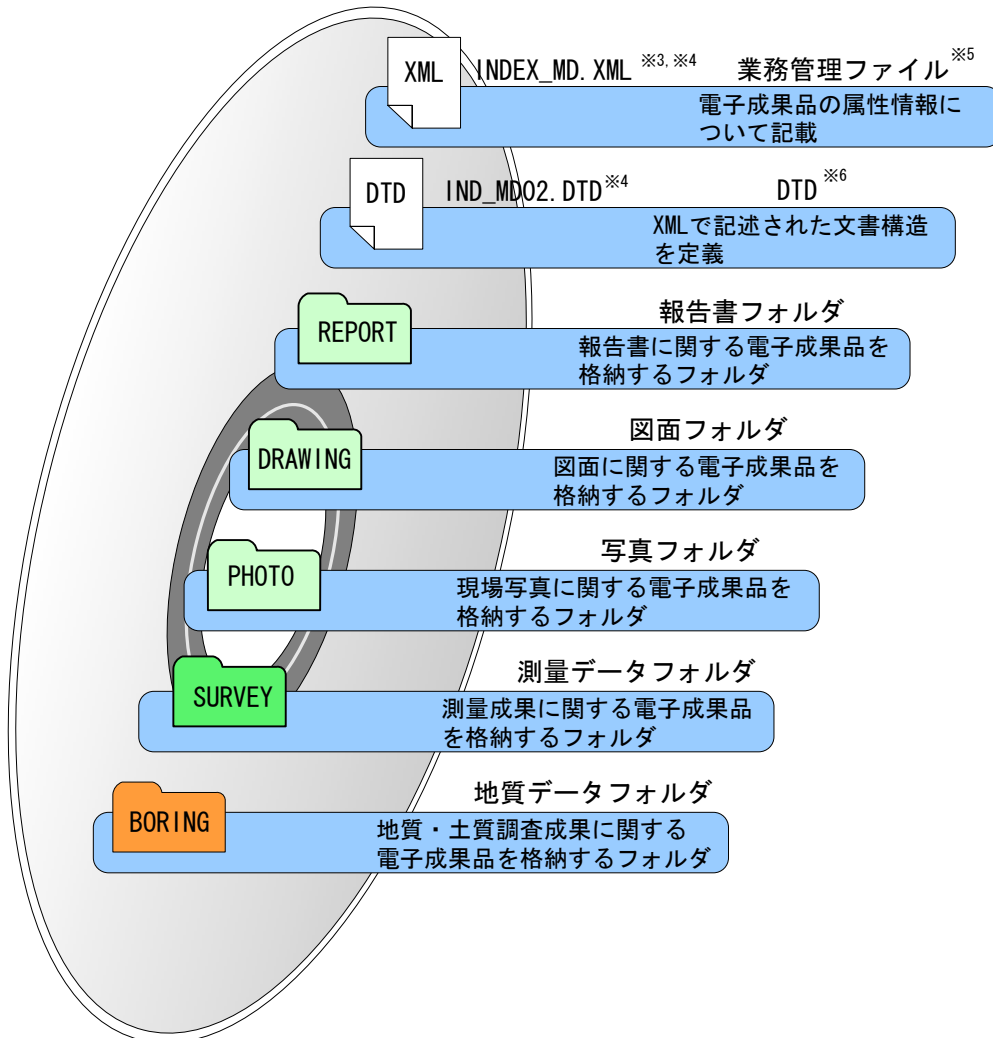 XML
INDEX_MD.XML ※3,※4 業務管理ファイル※5
電子成果品の属性情報に
ついて記載
DTD
IND_MD02.DTD※4 DTD※6
XMLで記述された文書構造
を定義
REPORT
報告書フォルダ
報告書に関する電子成果品を
格納するフォルダ
DRAWING
図面フォルダ
図面に関する電子成果品を
格納するフォルダ
PHOTO
写真フォルダ
現場写真に関する電子成果品を
格納するフォルダ
SURVEY
測量データフォルダ
測量成果に関する電子成果品
を格納するフォルダ
BORING
地質データフォルダ
地質・土質調査成果に関する
電子成果品を格納するフォルダ